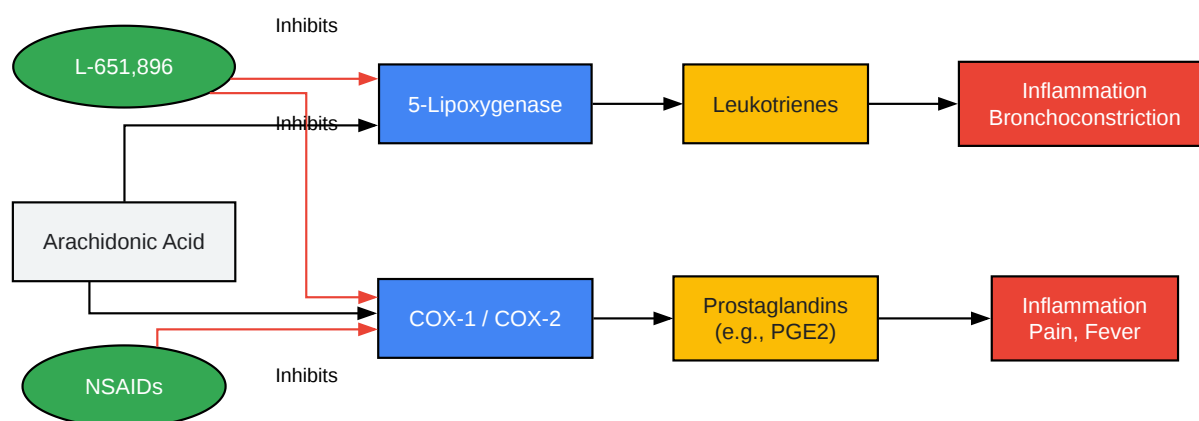 Inhibits
L-651,896
5-Lipoxygenase
Leukotrienes
Inflammation
Bronchoconstriction
Inhibits
Arachidonic Acid
COX-1 / COX-2
Prostaglandins
(e.g., PGE2)
Inflammation
Pain, Fever
NSAIDs
Inhibits